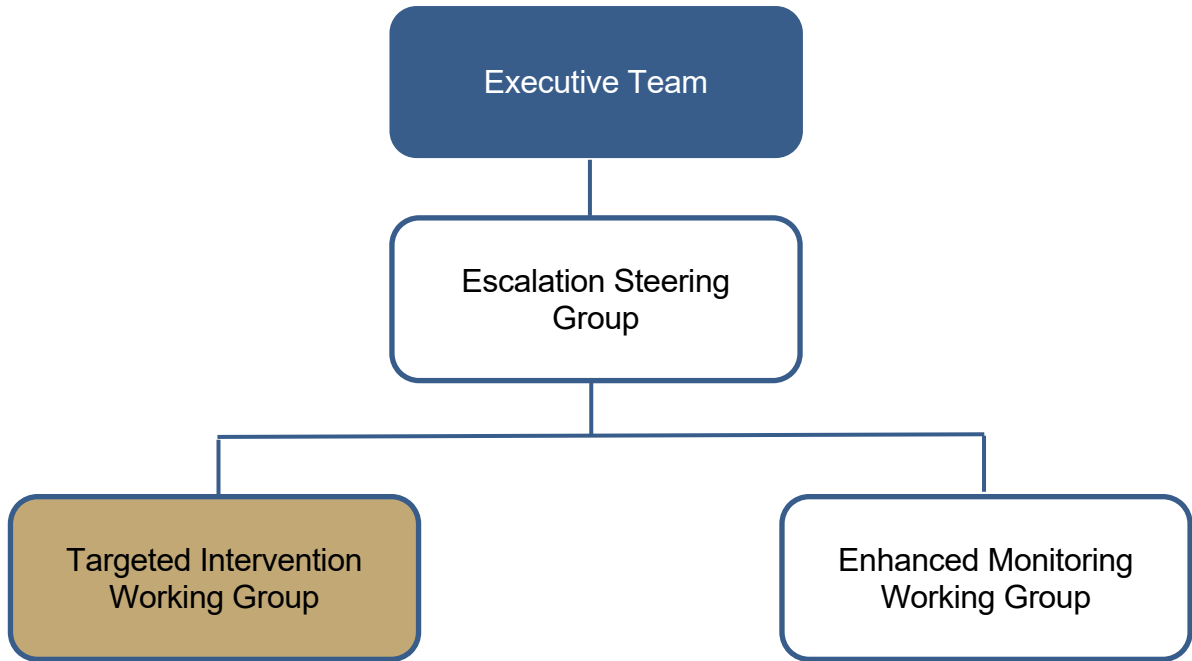 Executive Team
Escalation Steering
Group
Targeted Intervention
Working Group
Enhanced Monitoring
Working Group